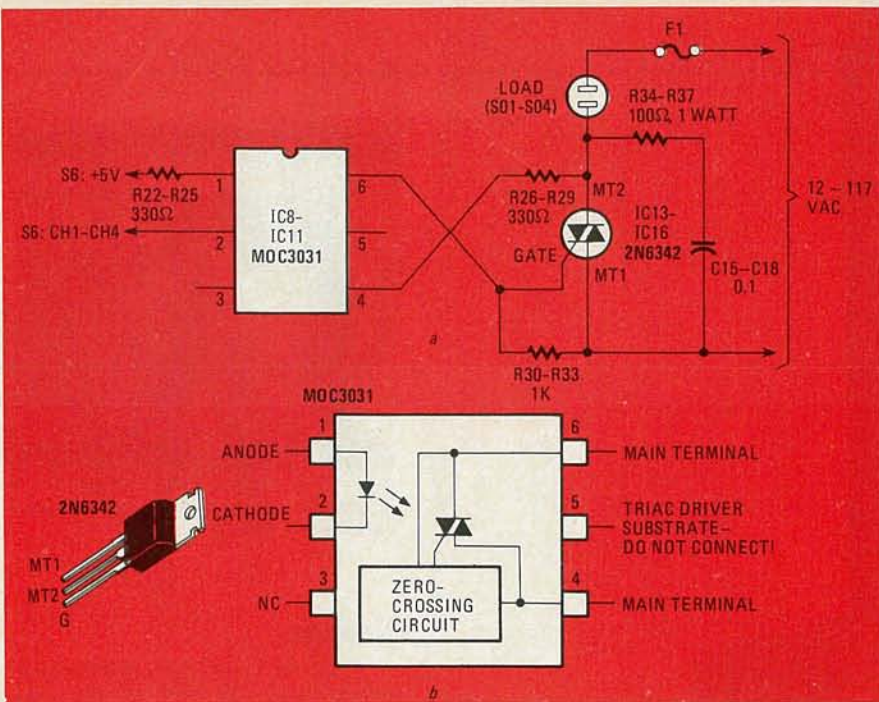 F1
LOAD
(S01-S04)
R34-R37
100Ω, 1 WATT
S6: +5V
R22-R25
330Ω
S6: CH1-CH4
1
2
3
6
5
4
IC8-
IC11
MOC3031
R26-R29
330Ω
MT2
GATE
MT1
IC13-
IC16
2N6342
C15-C18
0.1
12 ~ 117
VAC
R30-R33
1K
a
MOC3031
1
ANODE
2
CATHODE
3
NC
6
MAIN TERMINAL
5
TRIAC DRIVER
SUBSTRATE-
DO NOT CONNECT!
4
MAIN TERMINAL
ZERO-
CROSSING
CIRCUIT
2N6342
MT1
MT2
G
b